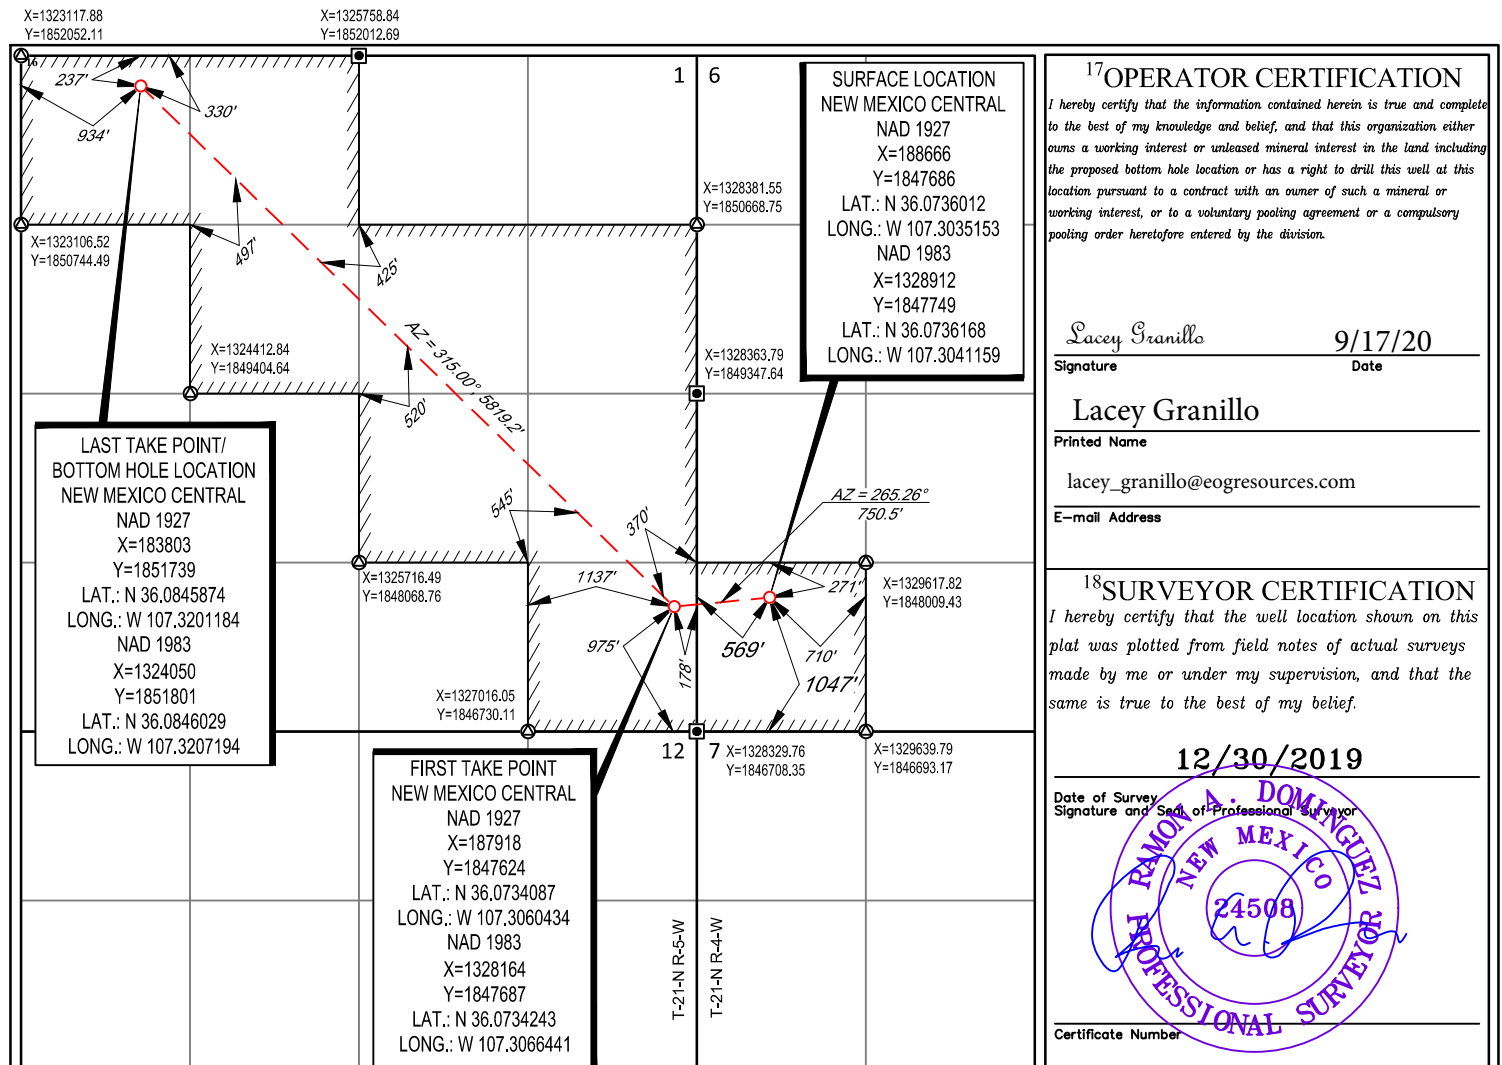 X=1323117.88
Y=1852052.11
X=1325758.84
Y=1852012.69
16
237'
330'
934'
1
6
SURFACE LOCATION
NEW MEXICO CENTRAL
NAD 1927
X=188666
Y=1847686
LAT.: N 36.0736012
LONG.: W 107.3035153
NAD 1983
X=1328912
Y=1847749
LAT.: N 36.0736168
LONG.: W 107.3041159
X=1328381.55
Y=1850668.75
X=1323106.52
Y=1850744.49
497'
425'
AZ = 315.00°, 5819.2'
X=1324412.84
Y=1849404.64
X=1328363.79
Y=1849347.64
520'
LAST TAKE POINT/
BOTTOM HOLE LOCATION
NEW MEXICO CENTRAL
NAD 1927
X=183803
Y=1851739
LAT.: N 36.0845874
LONG.: W 107.3201184
NAD 1983
X=1324050
Y=1851801
LAT.: N 36.0846029
LONG.: W 107.3207194
545'
370'
AZ = 265.26°
750.5'
X=1325716.49
Y=1848068.76
1137'
271'
X=1329617.82
Y=1848009.43
975'
178'
569'
710'
1047'
X=1327016.05
Y=1846730.11
12
7
X=1328329.76
Y=1846708.35
X=1329639.79
Y=1846693.17
FIRST TAKE POINT
NEW MEXICO CENTRAL
NAD 1927
X=187918
Y=1847624
LAT.: N 36.0734087
LONG.: W 107.3060434
NAD 1983
X=1328164
Y=1847687
LAT.: N 36.0734243
LONG.: W 107.3066441
T-21-N R-5-W
T-21-N R-4-W
17OPERATOR CERTIFICATION
I hereby certify that the information contained herein is true and complete
to the best of my knowledge and belief, and that this organization either
owns a working interest or unleased mineral interest in the land including
the proposed bottom hole location or has a right to drill this well at this
location pursuant to a contract with an owner of such a mineral or
working interest, or to a voluntary pooling agreement or a compulsory
pooling order heretofore entered by the division.
Lacey Granillo 9/17/20
Signature Date
Lacey Granillo
Printed Name
lacey_granillo@eogresources.com
E-mail Address
18SURVEYOR CERTIFICATION
I hereby certify that the well location shown on this
plat was plotted from field notes of actual surveys
made by me or under my supervision, and that the
same is true to the best of my belief.
12/30/2019
Date of Survey
Signature and Seal of Professional Surveyor
RAMON A. DOMINGUEZ
NEW MEXICO
24508
PROFESSIONAL SURVEYOR
Certificate Number